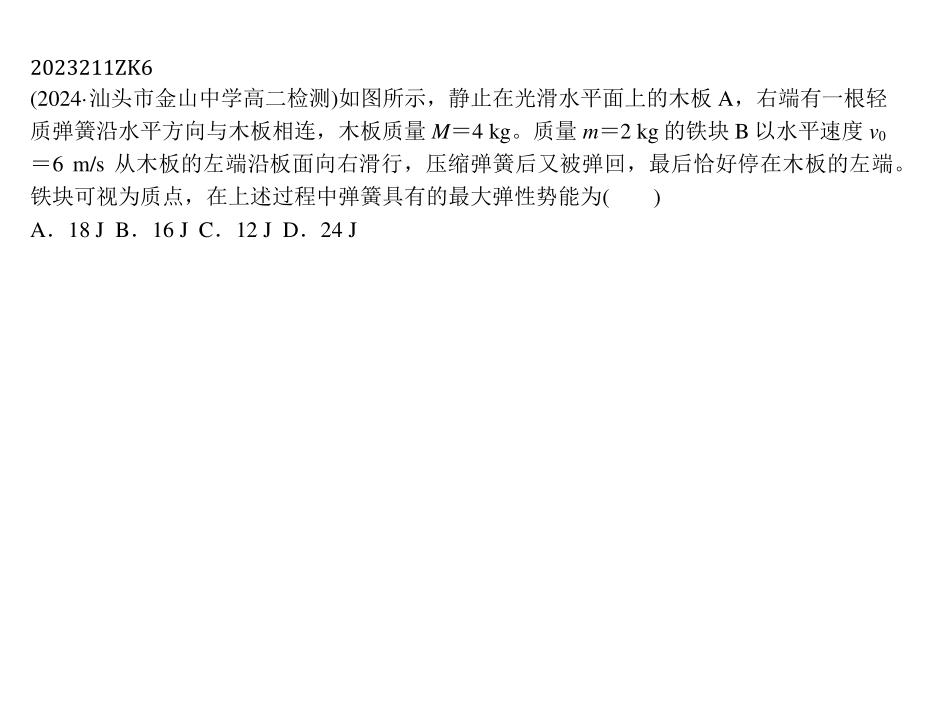 2023211ZK6
(2024·汕头市金山中学高二检测)如图所示，静止在光滑水平面上的木板 A，右端有一根轻
质弹簧沿水平方向与木板相连，木板质量 M＝4 kg。质量 m＝2 kg 的铁块 B 以水平速度 v₀
＝6 m/s 从木板的左端沿板面向右滑行，压缩弹簧后又被弹回，最后恰好停在木板的左端。
铁块可视为质点，在上述过程中弹簧具有的最大弹性势能为(　　)
A．18 J B．16 J C．12 J D．24 J